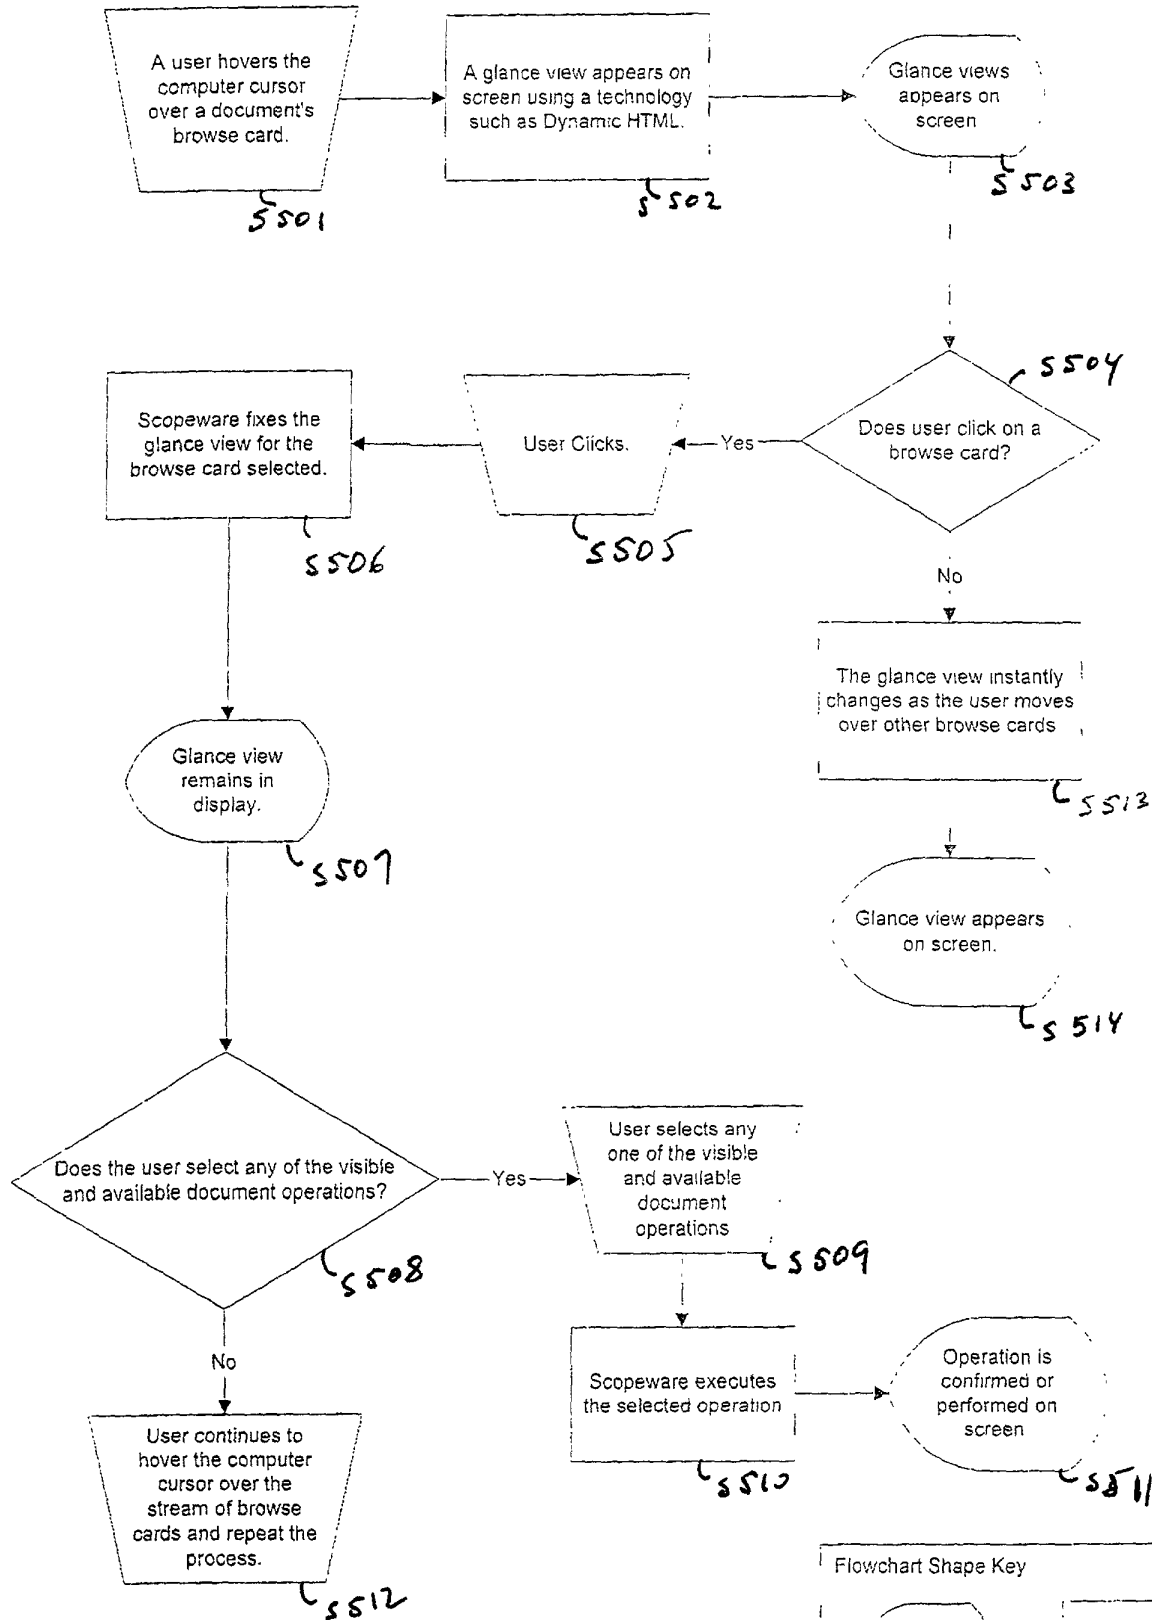 A user hovers the
computer cursor
over a document's
browse card.
S501
A glance view appears on
screen using a technology
such as Dynamic HTML.
S502
Glance views
appears on
screen
S503
S504
Does user click on a
browse card?
Yes
User Clicks.
S505
Scopeware fixes the
glance view for the
browse card selected.
S506
No
The glance view instantly
changes as the user moves
over other browse cards
S513
Glance view
remains in
display.
S507
Glance view appears
on screen.
S514
Does the user select any of the visible
and available document operations?
S508
Yes
User selects any
one of the visible
and available
document
operations
S509
No
Scopeware executes
the selected operation
S510
Operation is
confirmed or
performed on
screen
S511
User continues to
hover the computer
cursor over the
stream of browse
cards and repeat the
process.
S512
Flowchart Shape Key